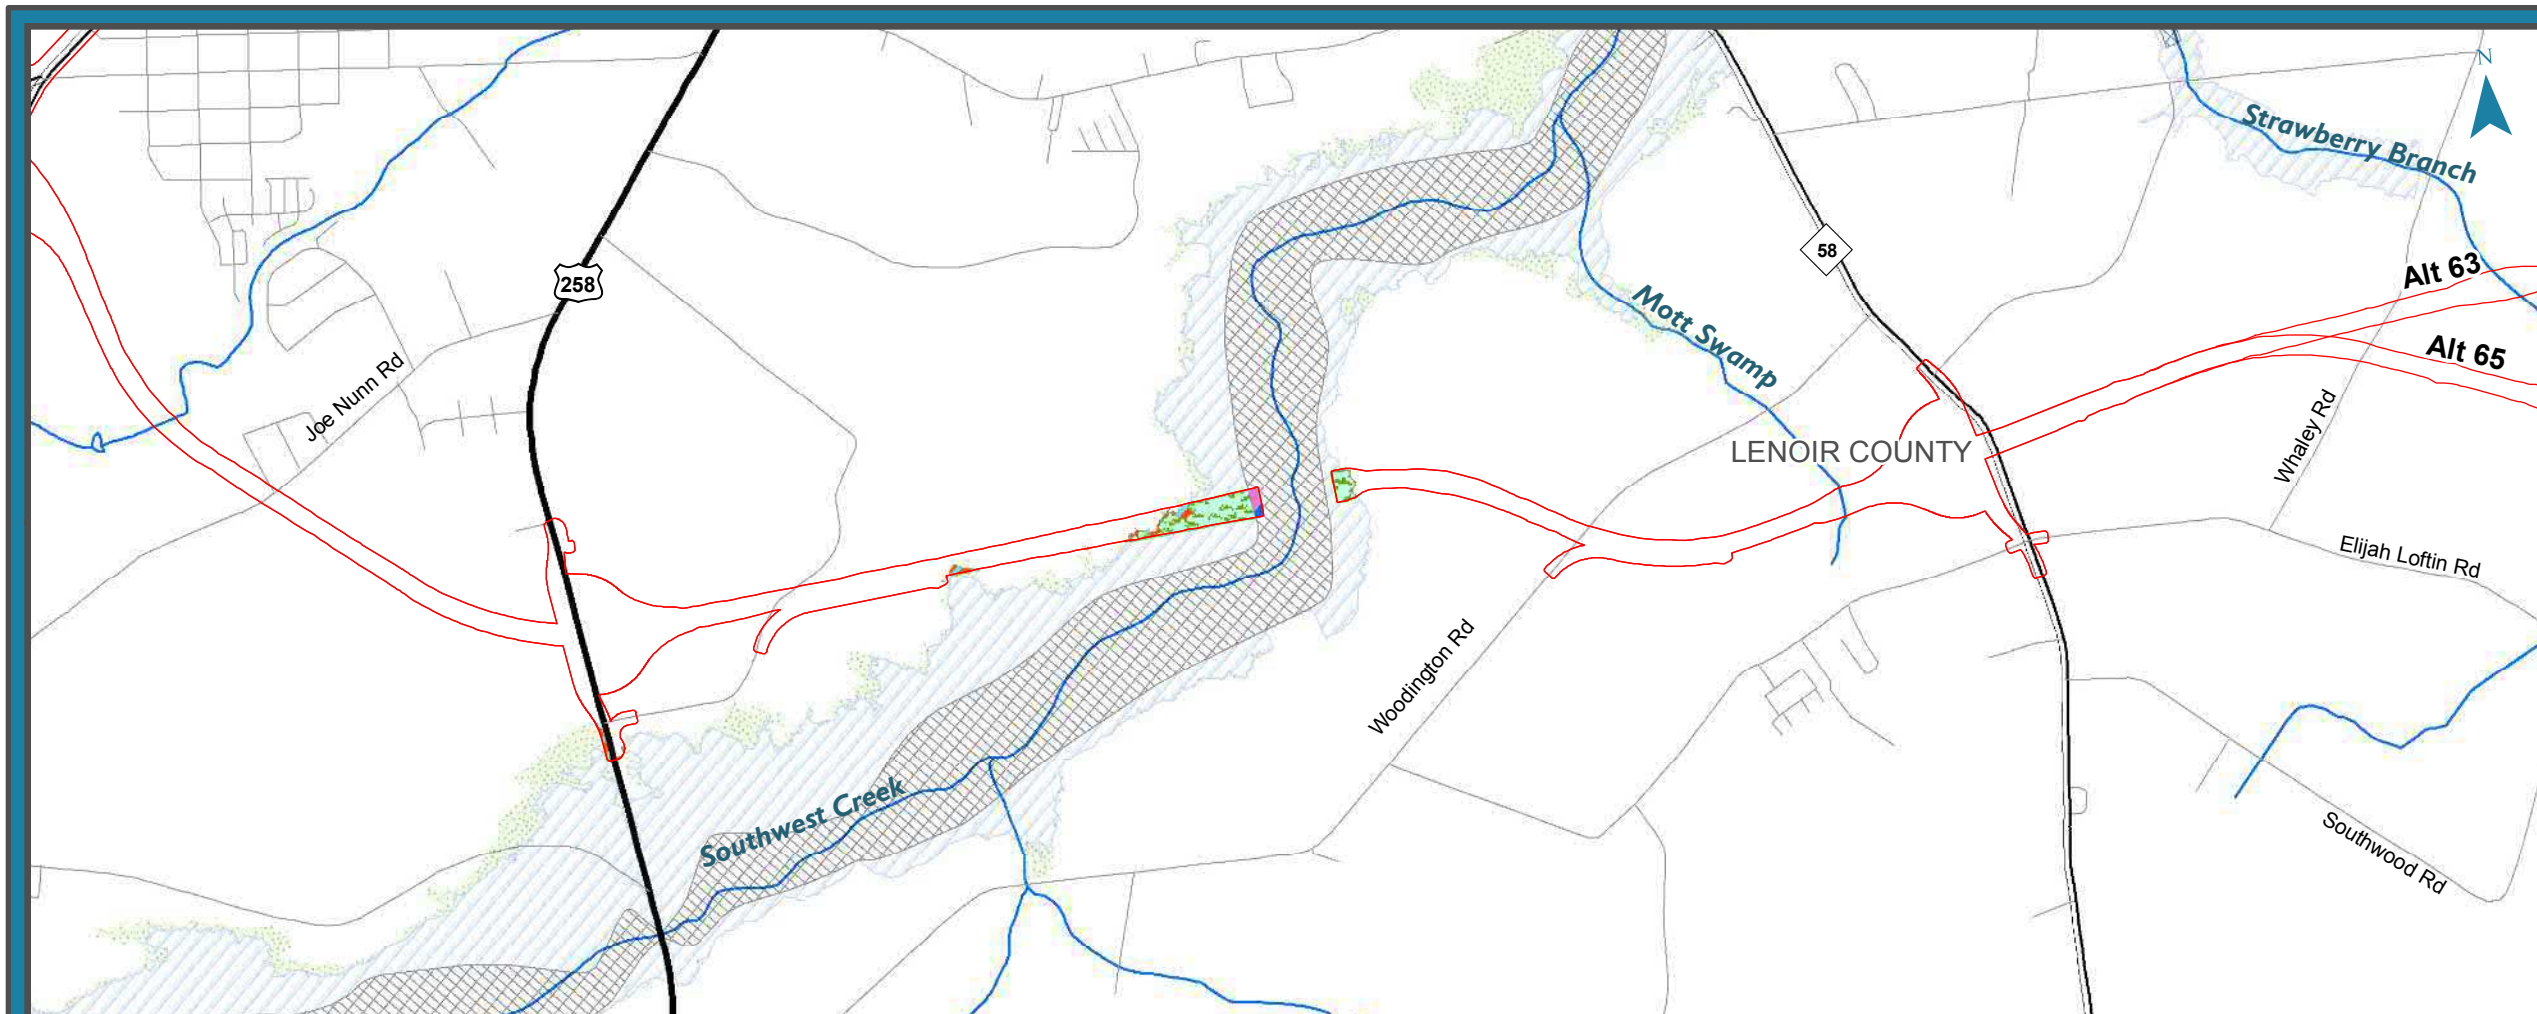 N
Strawberry Branch
58
Alt 63
258
Mott Swamp
Alt 65
Joe Nunn Rd
Whaley Rd
LENOIR COUNTY
Elijah Loftin Rd
Woodington Rd
Southwest Creek
Southwood Rd